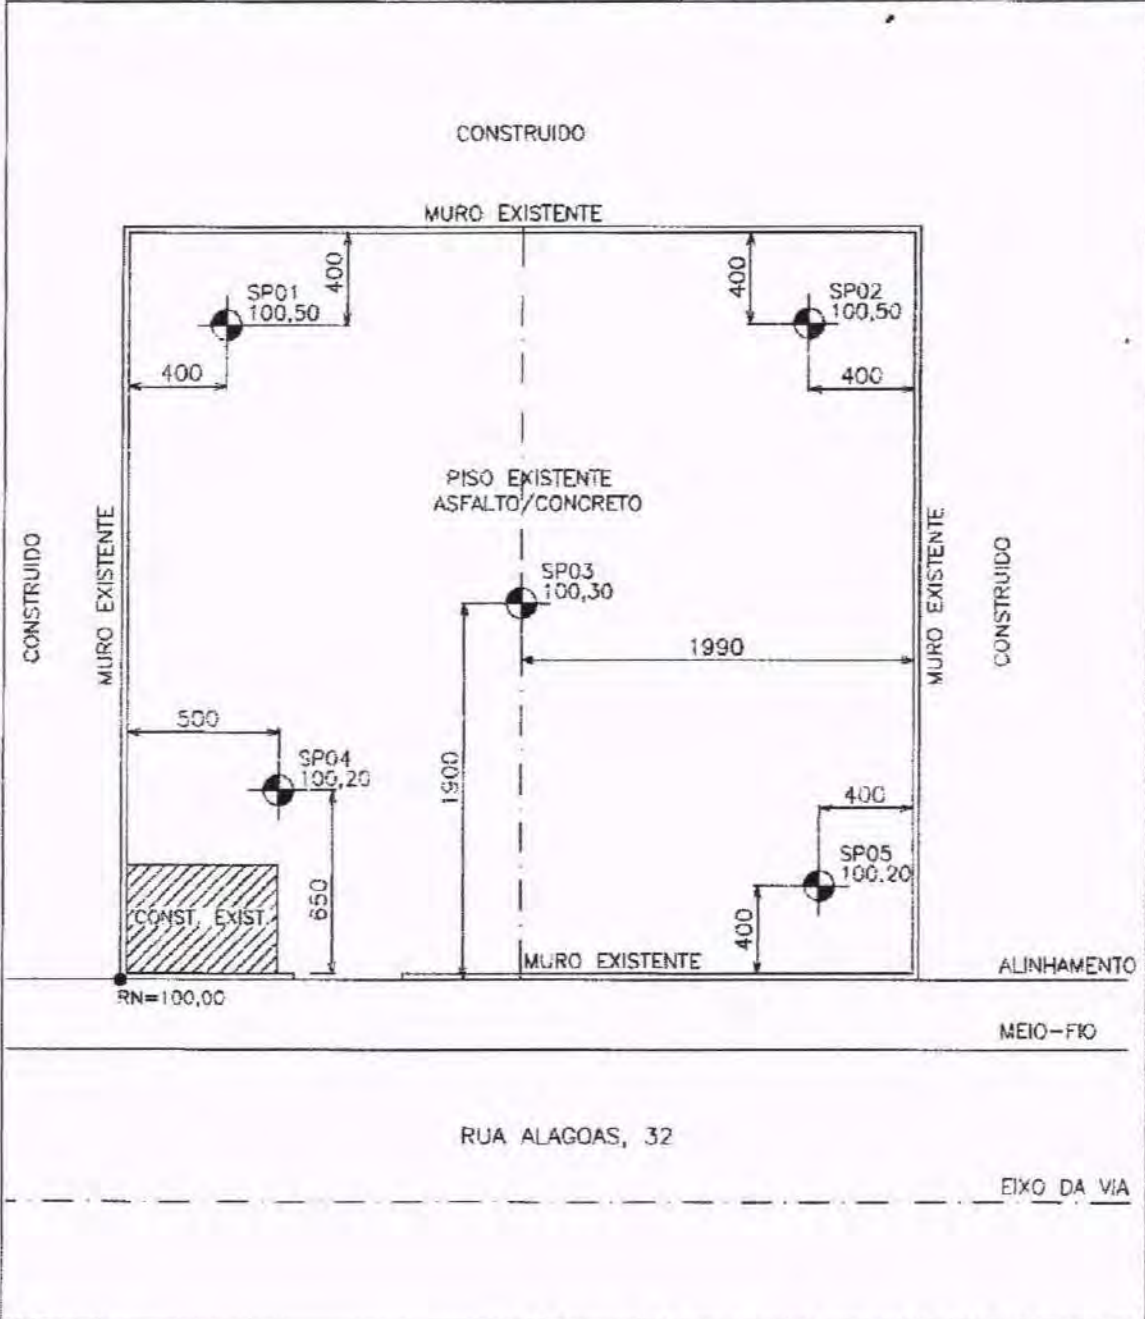 CONSTRUIDO
MURO EXISTENTE
400
SP01
100,50
400
400
SP02
100,50
400
PISO EXISTENTE
ASFALTO/CONCRETO
CONSTRUIDO
MURO EXISTENTE
MURO EXISTENTE
CONSTRUIDO
SP03
100,30
1990
1900
500
SP04
100,20
650
400
SP05
100,20
400
CONST. EXIST.
MURO EXISTENTE
ALINHAMENTO
RN=100,00
MEIO-FIO
RUA ALAGOAS, 32
EIXO DA VIA